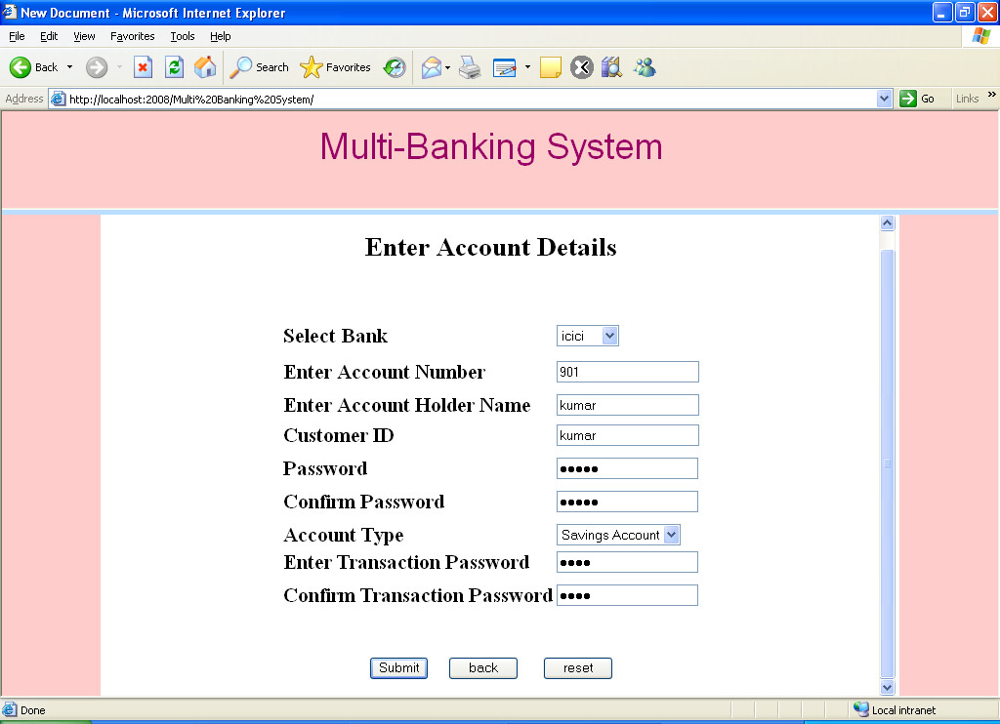 New Document - Microsoft Internet Explorer
File Edit View Favorites Tools Help
Back Search Favorites
Address http://localhost:2008/Multi%20Banking%20System/ Go Links »
Multi-Banking System
Enter Account Details
Select Bank icici
Enter Account Number 901
Enter Account Holder Name kumar
Customer ID kumar
Password •••••
Confirm Password •••••
Account Type Savings Account
Enter Transaction Password ••••
Confirm Transaction Password ••••
Submit back reset
Done Local intranet